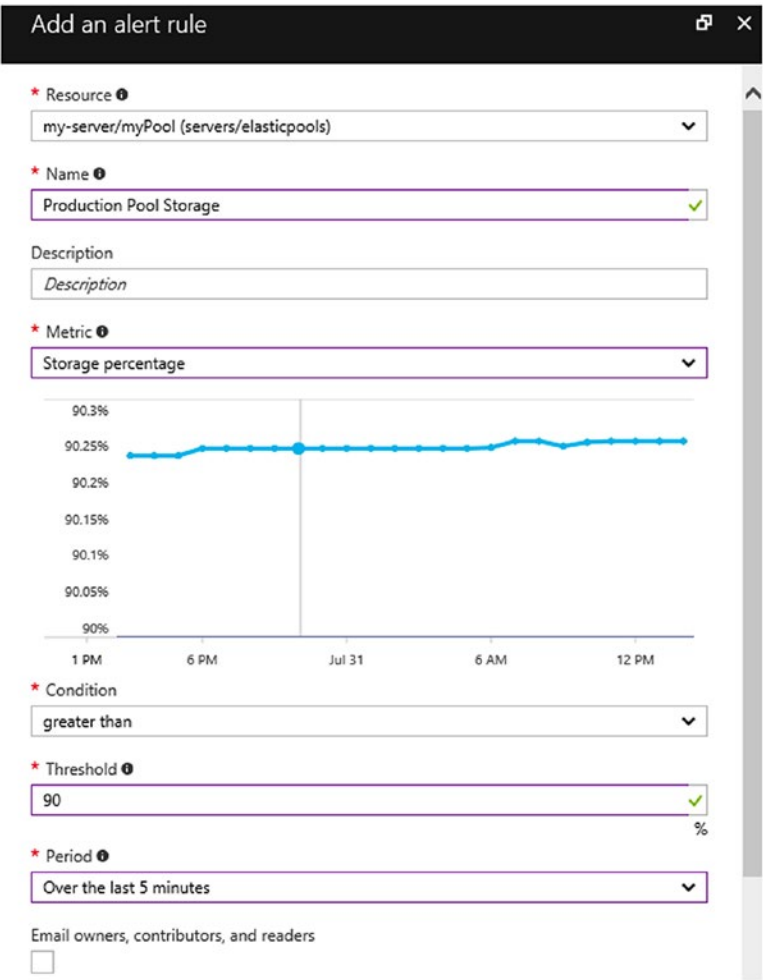 Add an alert rule
* Resource
my-server/myPool (servers/elasticpools)
* Name
Production Pool Storage
Description
Description
* Metric
Storage percentage
90.3%
90.25%
90.2%
90.15%
90.1%
90.05%
90%
1 PM 6 PM Jul 31 6 AM 12 PM
* Condition
greater than
* Threshold
90
%
* Period
Over the last 5 minutes
Email owners, contributors, and readers